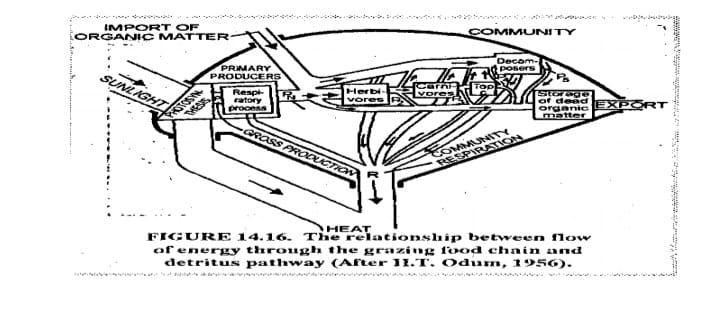 IMPORT OF
ORGANIC MATTER
COMMUNITY
SUNLIGHT
PHOTOSYN-
THESIS
PRIMARY
PRODUCERS
Respi-
ratory
process
Herbi-
vores
Carni-
vores
Top
Decom-
posers
Storage
of dead
organic
matter
EXPORT
GROSS PRODUCTION
COMMUNITY
RESPIRATION
R
HEAT
FIGURE 14.16. The relationship between flow
of energy through the grazing food chain and
detritus pathway (After H.T. Odum, 1956).